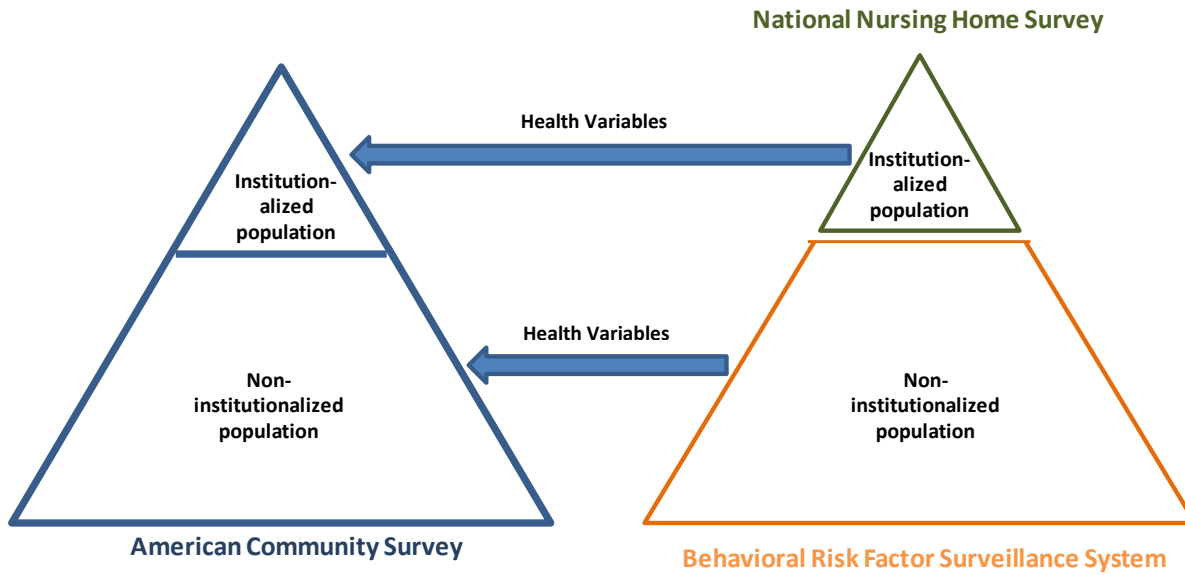 National Nursing Home Survey
Health Variables
Institution-
alized
population
Institution-
alized
population
Health Variables
Non-
institutionalized
population
Non-
institutionalized
population
American Community Survey
Behavioral Risk Factor Surveillance System